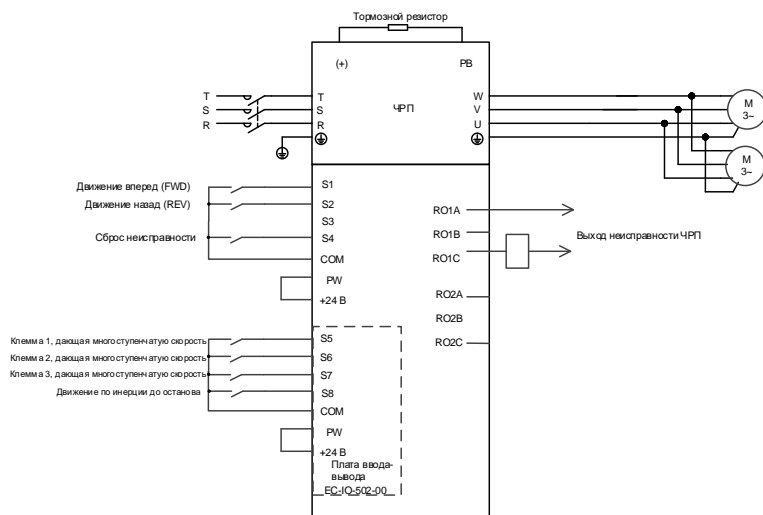 Тормозной резистор
(+)
PB
T
T
W
S
S
ЧРП
V
R
R
U
M
3~
M
3~
Движение вперед (FWD)
S1
Движение назад (REV)
S2
S3
RO1A
Сброс неисправности
S4
RO1B
Выход неисправности ЧРП
COM
RO1C
PW
+24 В
RO2A
RO2B
Клемма 1, дающая многоступенчатую скорость
S5
RO2C
Клемма 2, дающая многоступенчатую скорость
S6
Клемма 3, дающая многоступенчатую скорость
S7
Движение по инерции до останова
S8
COM
PW
+24 В
Плата ввода-
вывода
EC-IO-502-00